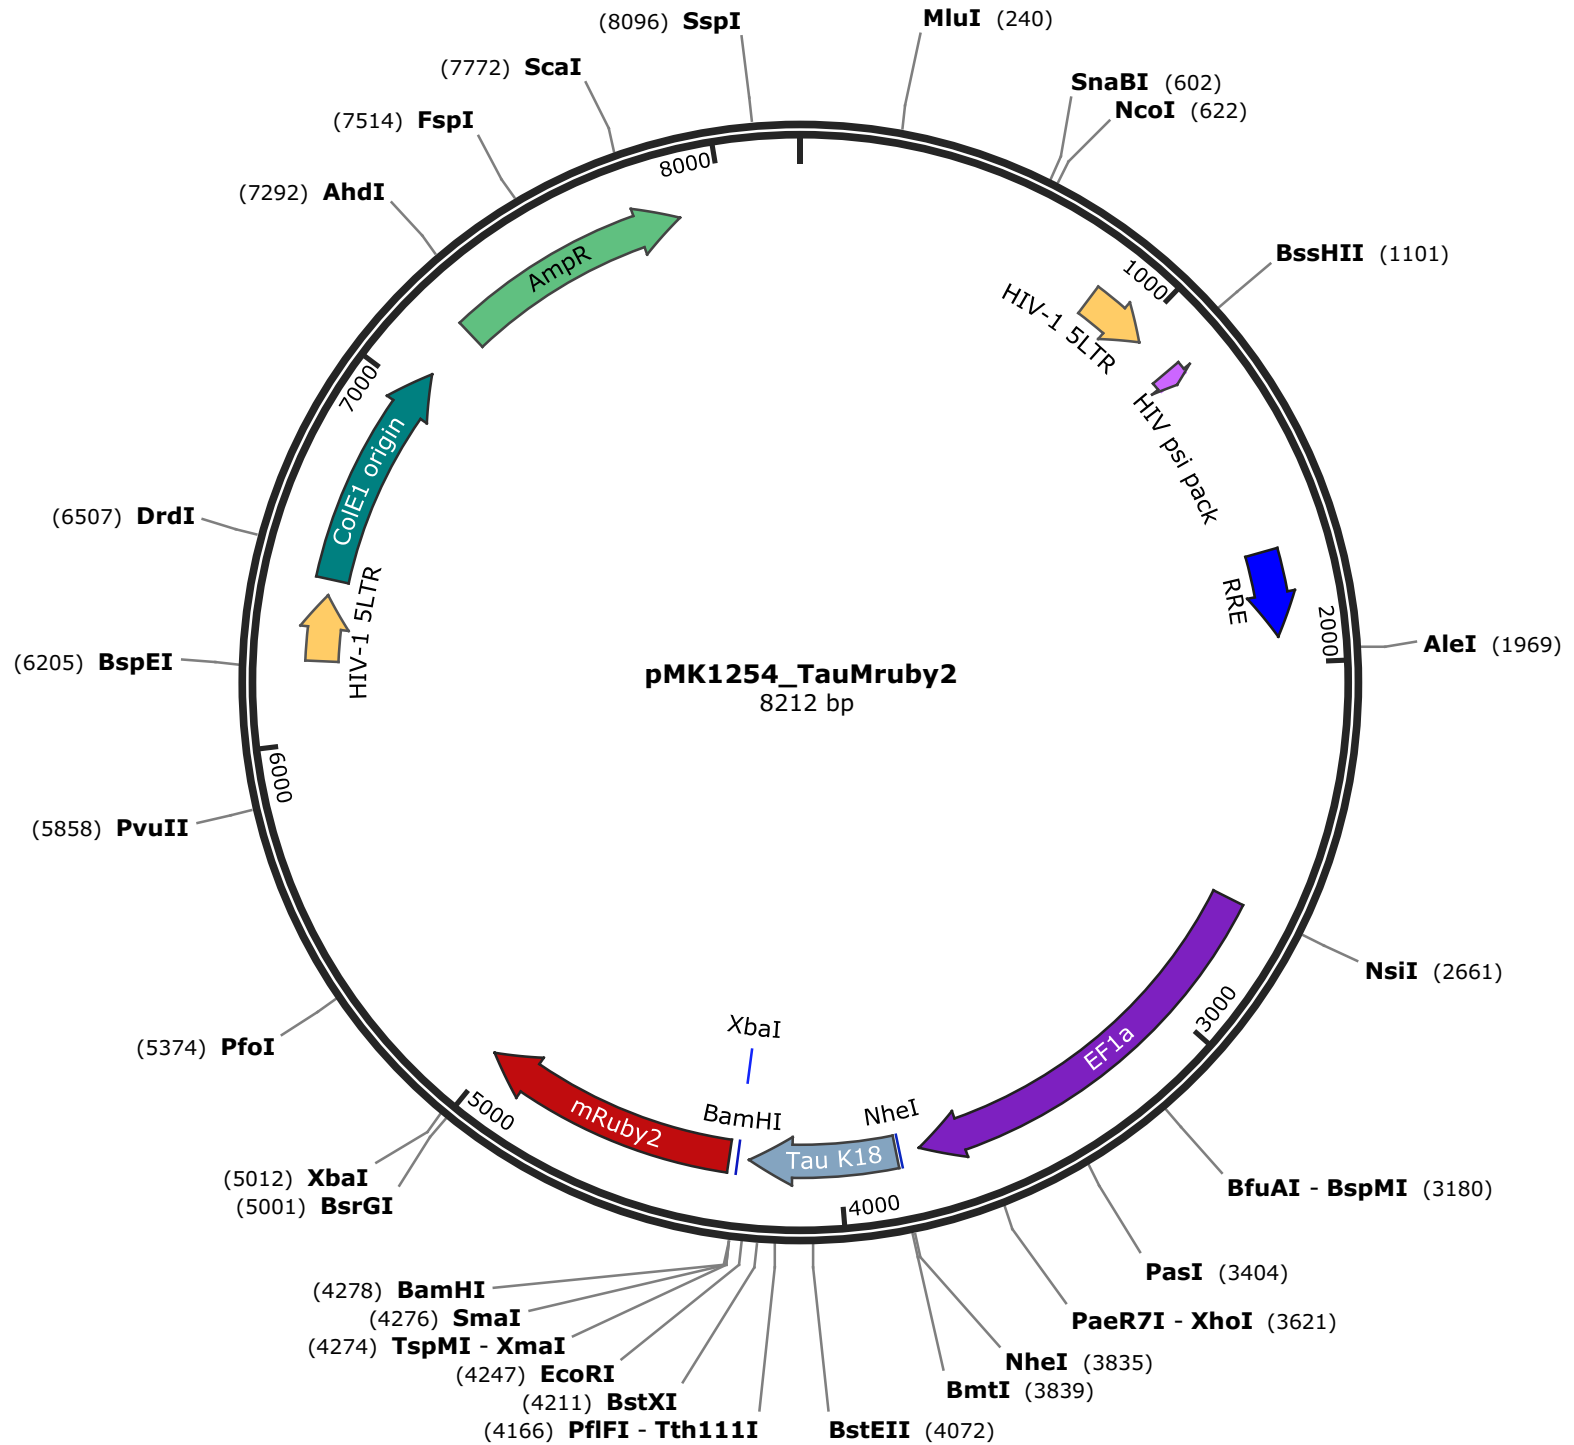 (8096) SspI
MluI (240)
(7772) ScaI
SnaBI (602)
(7514) FspI
NcoI (622)
8000
(7292) AhdI
AmpR
BssHII (1101)
1000
HIV-1 5LTR
7000
HIV psi pack
ColE1 origin
(6507) DrdI
RRE
2000
HIV-1 5LTR
AleI (1969)
(6205) BspEI
pMK1254_TauMruby2
8212 bp
6000
(5858) PvuII
NsiI (2661)
3000
XbaI
EF1a
(5374) PfoI
5000
mRuby2
BamHI
NheI
Tau K18
(5012) XbaI
BfuAI - BspMI (3180)
(5001) BsrGI
4000
PasI (3404)
(4278) BamHI
(4276) SmaI
PaeR7I - XhoI (3621)
(4274) TspMI - XmaI
NheI (3835)
(4247) EcoRI
BmtI (3839)
(4211) BstXI
(4166) PflFI - Tth111I
BstEII (4072)